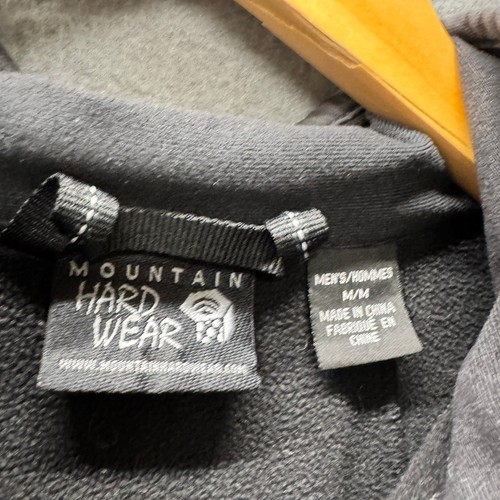 MOUNTAIN
HARD
WEAR
WWW.MOUNTAINHARDWEAR.COM
MEN'S/HOMMES
M/M
MADE IN CHINA
FABRIQUÉ EN
CHINE